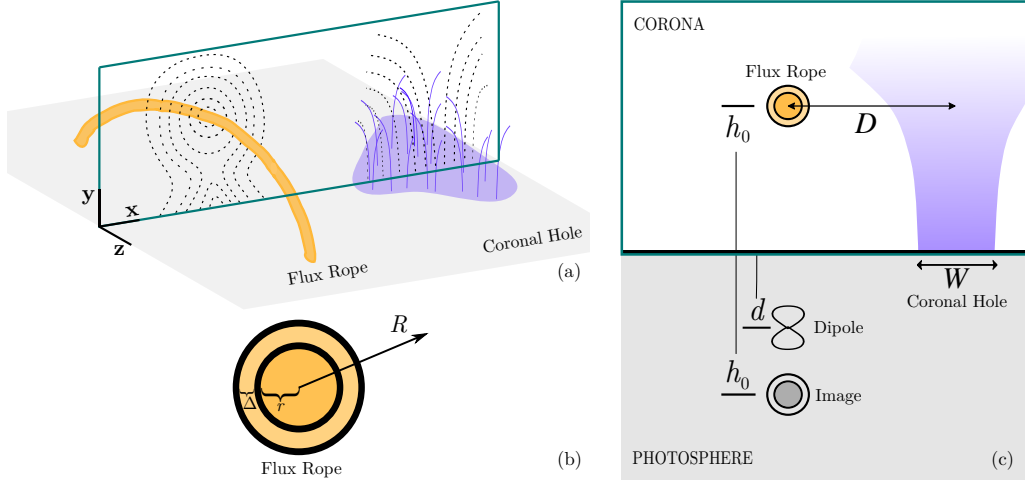 y
x
z
Flux Rope
Coronal Hole
(a)
R
Δ
r
Flux Rope
(b)
CORONA
Flux Rope
h₀
D
W
Coronal Hole
d
Dipole
h₀
Image
PHOTOSPHERE
(c)